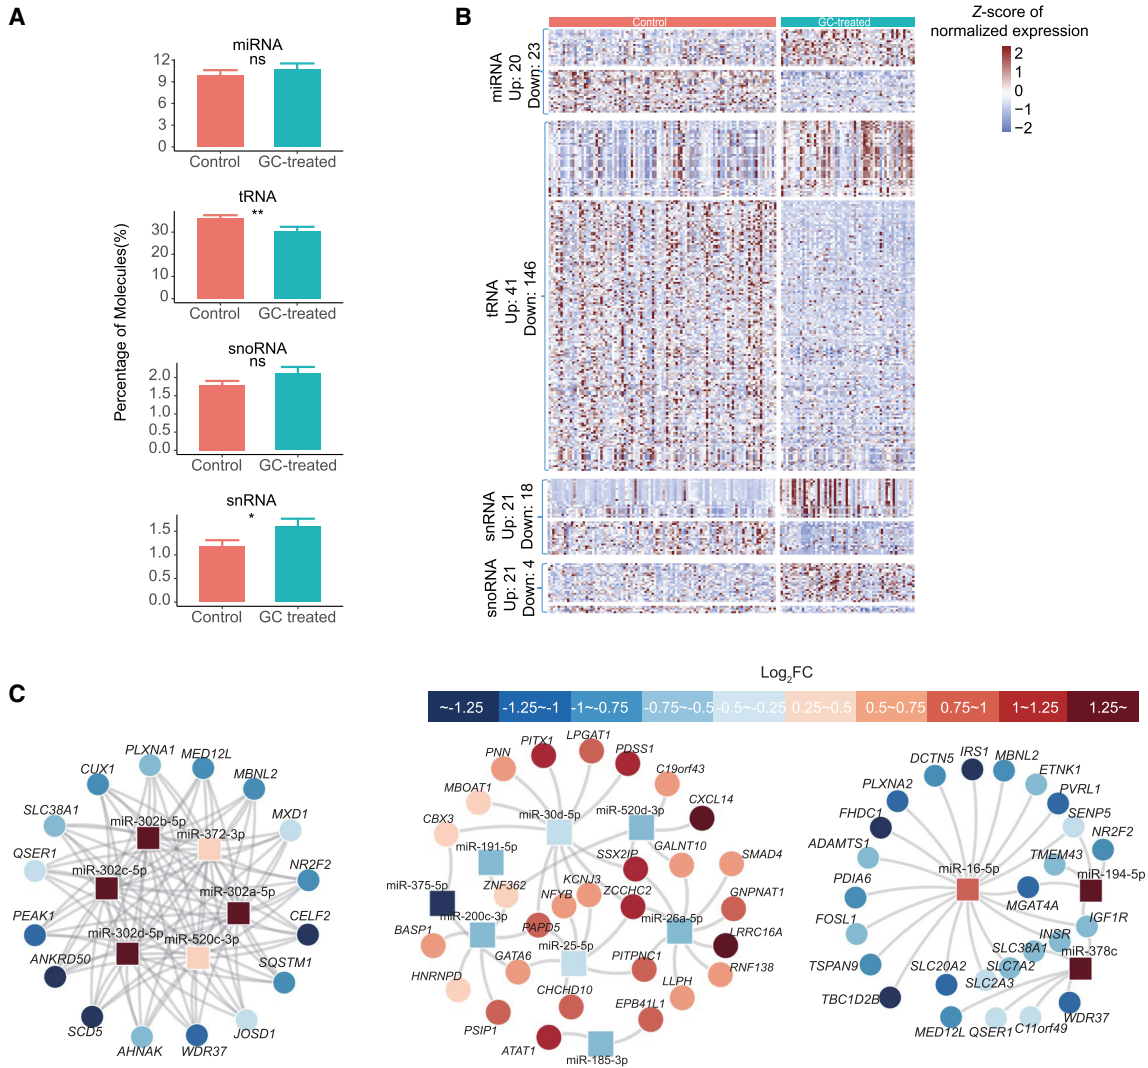 A
Percentage of Molecules(%)
miRNA
ns
12
9
6
3
0
Control GC-treated
tRNA
**
30
20
10
0
Control GC-treated
snoRNA
ns
2.0
1.5
1.0
0.5
0.0
Control GC-treated
snRNA
*
1.5
1.0
0.5
0.0
Control GC treated
B
Control GC-treated
miRNA
Up: 20
Down: 23
tRNA
Up: 41
Down: 146
snRNA
Up: 21
Down: 18
snoRNA
Up: 21
Down: 4
Z-score of
normalized expression
2
1
0
−1
−2
C
Log2FC
~-1.25 -1.25~-1 -1~-0.75 -0.75~-0.5 -0.5~-0.25 0.25~0.5 0.5~0.75 0.75~1 1~1.25 1.25~
PLXNA1
MED12L
CUX1
MBNL2
SLC38A1
MXD1
miR-302b-5p
miR-372-3p
QSER1
miR-302c-5p
NR2F2
miR-302a-5p
PEAK1
CELF2
miR-302d-5p
miR-520c-3p
ANKRD50
SQSTM1
SCD5
JOSD1
AHNAK
WDR37
PITX1
LPGAT1
PNN
PDSS1
C19orf43
MBOAT1
CXCL14
CBX3
miR-30d-5p
miR-520d-3p
miR-191-5p
GALNT10
SSX2IP
SMAD4
miR-375-5p
ZNF362
KCNJ3
NFYB
ZCCHC2
GNPNAT1
miR-200c-3p
PAPD5
miR-26a-5p
BASP1
LRRC16A
miR-25-5p
GATA6
PITPNC1
RNF138
HNRNPD
LLPH
CHCHD10
EPB41L1
PSIP1
ATAT1
miR-185-3p
DCTN5
IRS1
MBNL2
ETNK1
PLXNA2
PVRL1
FHDC1
SENP5
NR2F2
ADAMTS1
TMEM43
miR-16-5p
miR-194-5p
PDIA6
MGAT4A
FOSL1
IGF1R
INSR
SLC38A1
miR-378c
TSPAN9
SLC20A2
SLC7A2
SLC2A3
TBC1D2B
WDR37
MED12L
QSER1
C11orf49